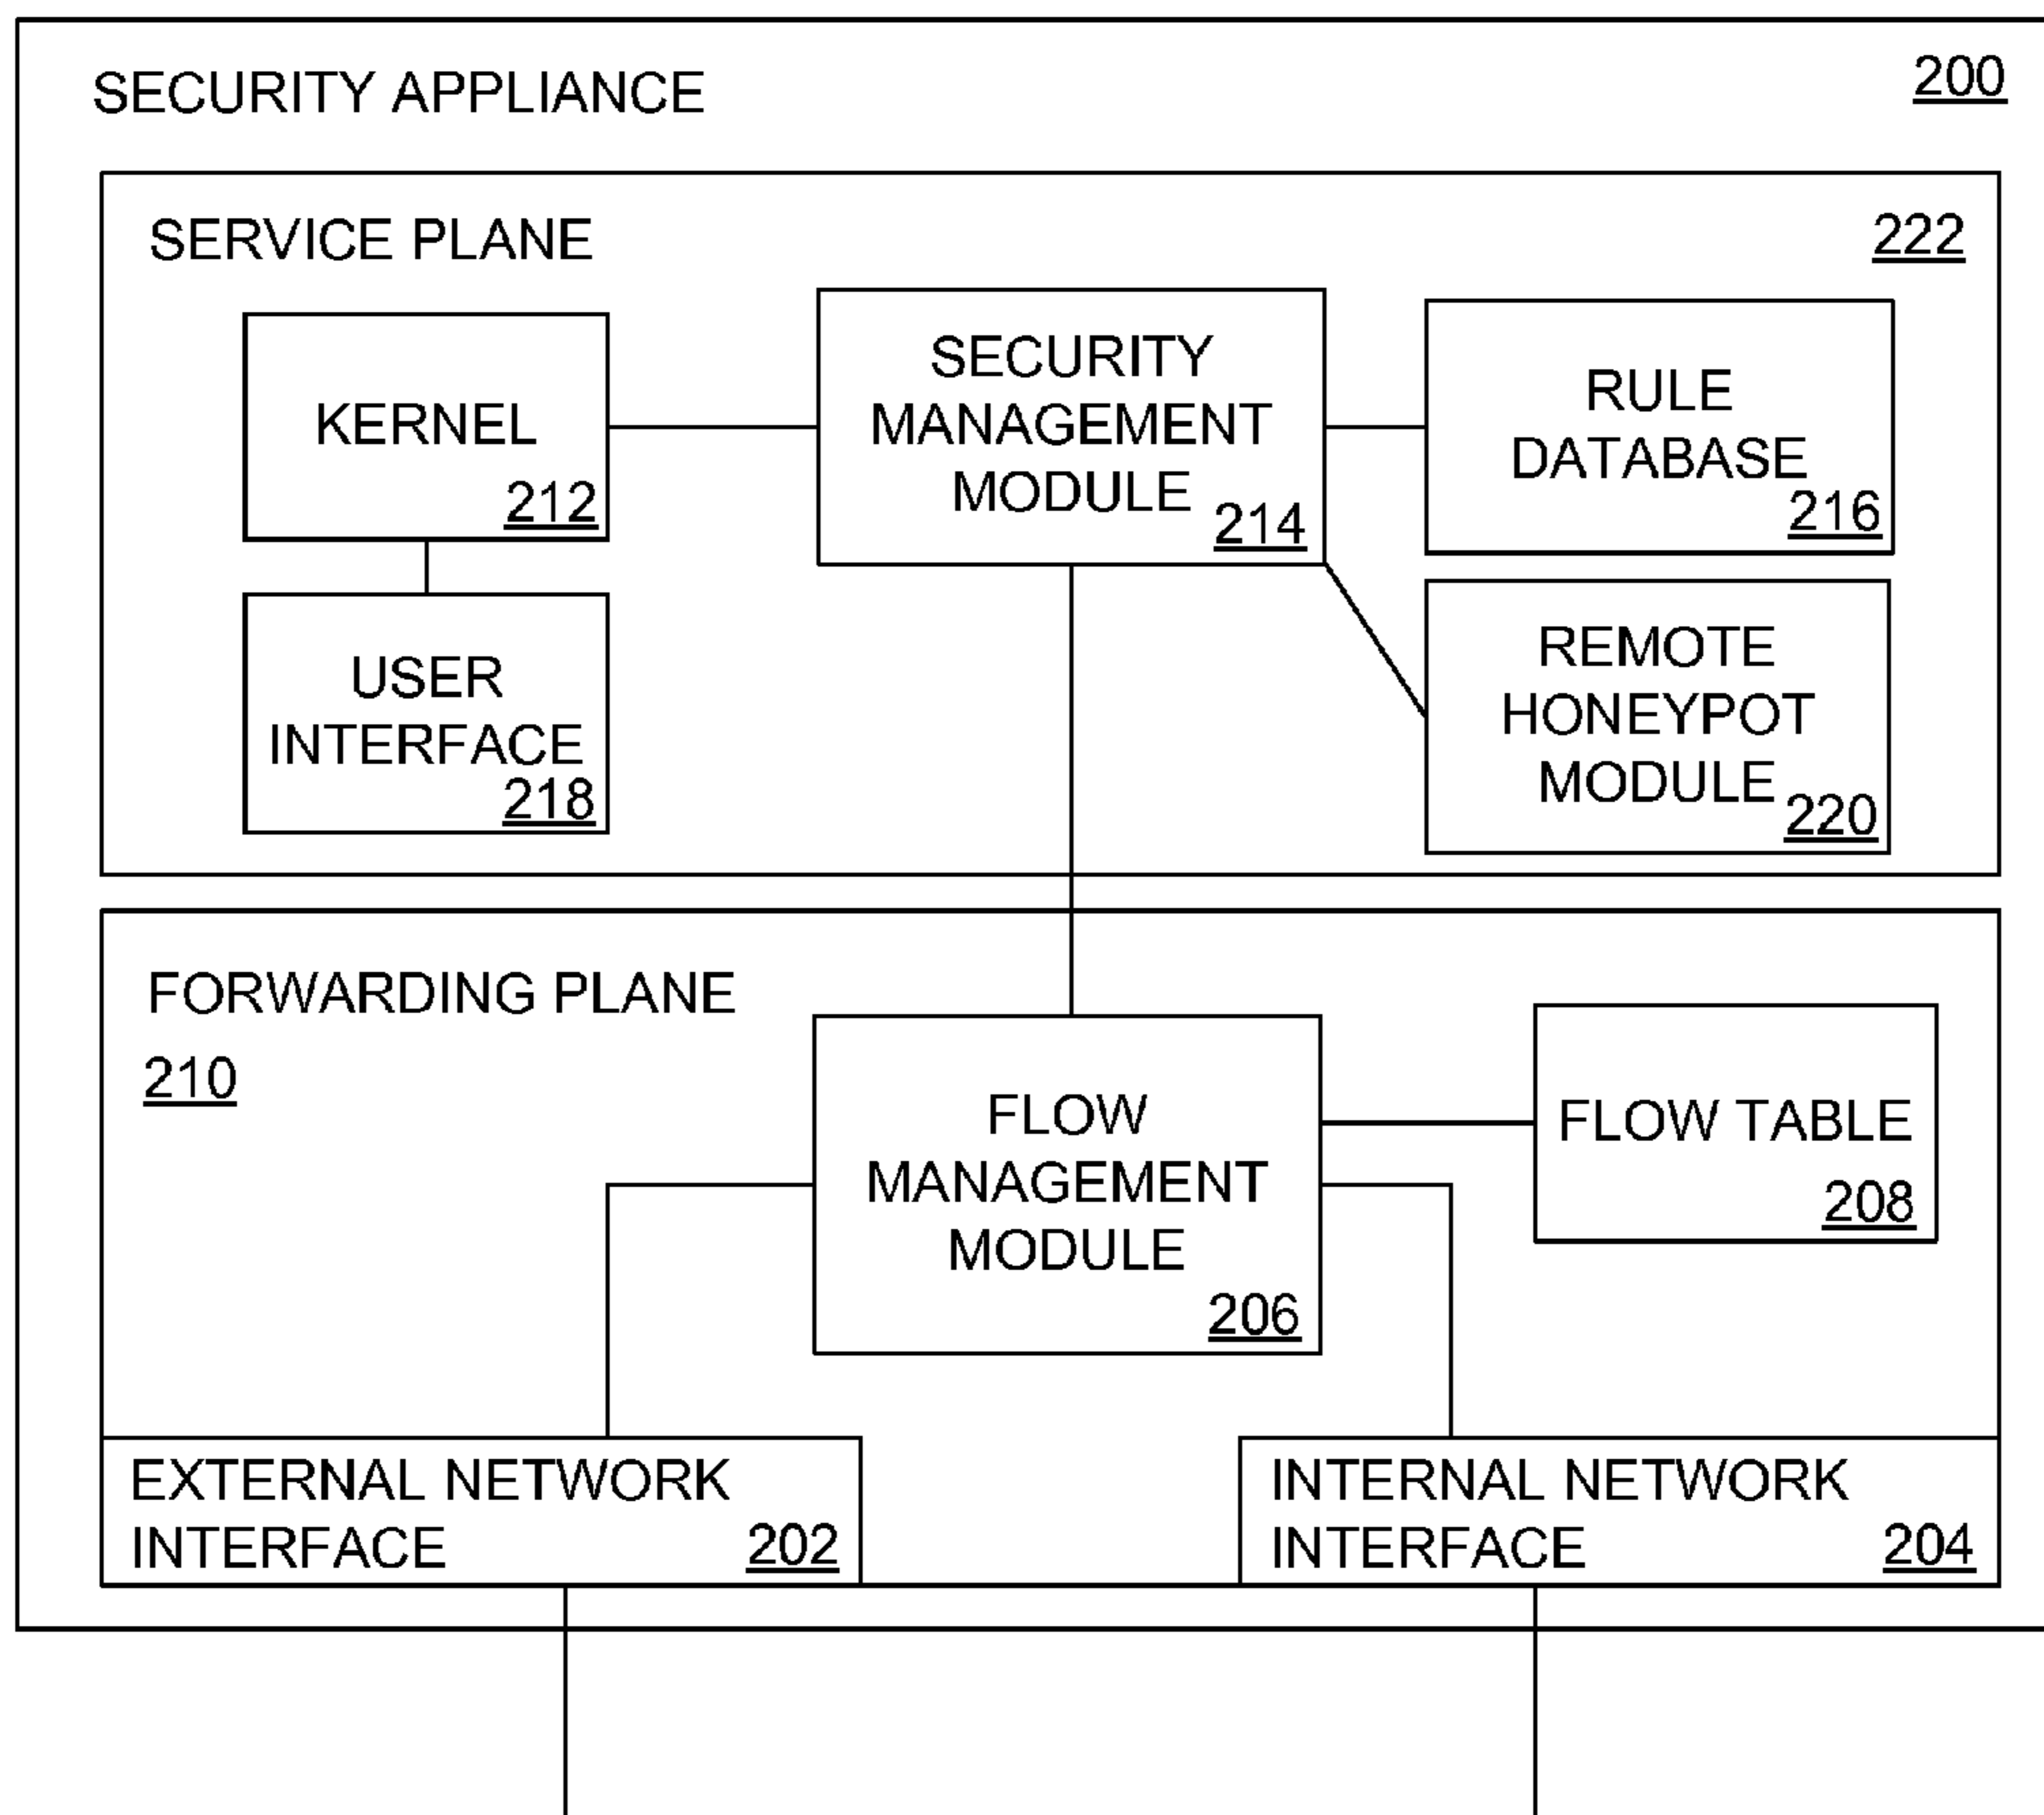 SECURITY APPLIANCE
200
SERVICE PLANE
222
KERNEL
212
SECURITY
MANAGEMENT
MODULE
214
RULE
DATABASE
216
USER
INTERFACE
218
REMOTE
HONEYPOT
MODULE
220
FORWARDING PLANE
210
FLOW
MANAGEMENT
MODULE
206
FLOW TABLE
208
EXTERNAL NETWORK
INTERFACE
202
INTERNAL NETWORK
INTERFACE
204